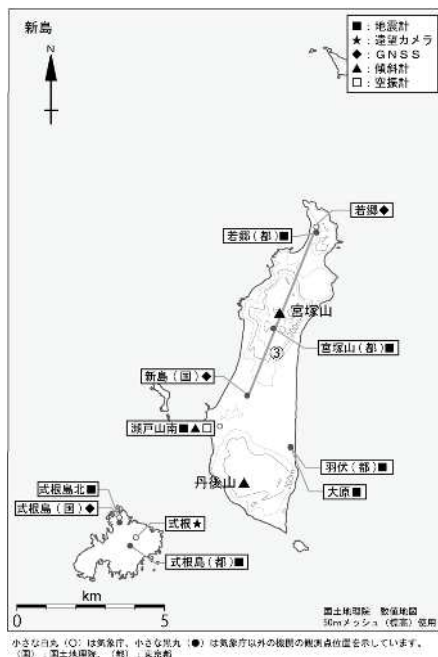 新島
N
■：地震計
★：遠望カメラ
◆：ＧＮＳＳ
▲：傾斜計
□：空振計
若郷◆
若郷（都）■
宮塚山
宮塚山（都）■
③
新島（国）◆
瀬戸山南■▲□
羽伏（都）■
丹後山
大原■
式根島北■
式根島（国）◆
式根★
式根島（都）■
km
0 5
国土地理院 数値地図
50mメッシュ（標高）使用
小さな白丸（○）は気象庁、小さな黒丸（●）は気象庁以外の機関の観測点位置を示しています。
（国）：国土地理院、（都）：東京都